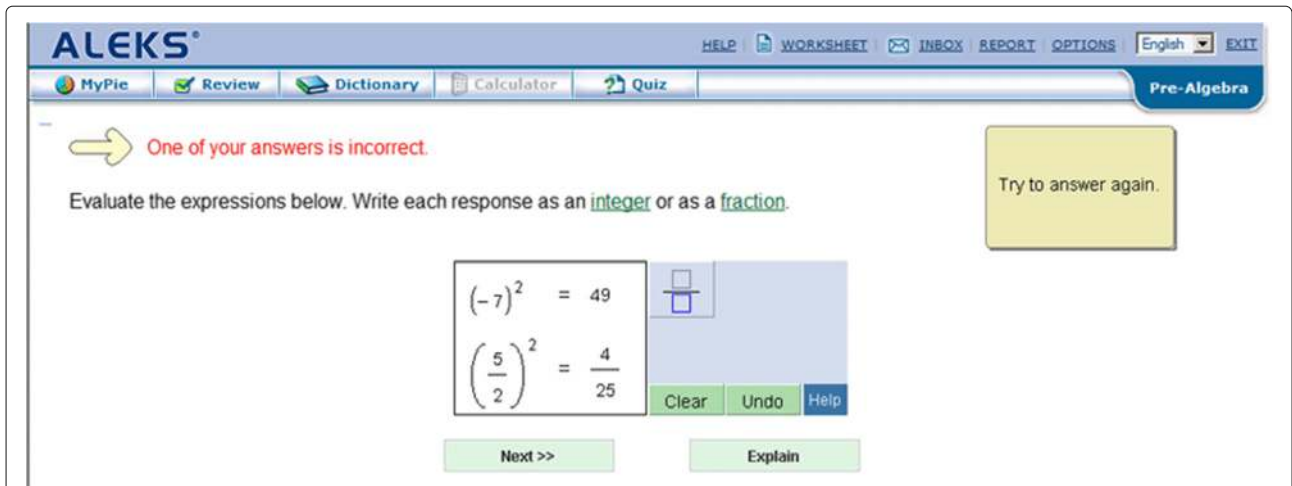 ALEKS®
HELP WORKSHEET INBOX REPORT OPTIONS English EXIT
MyPie Review Dictionary Calculator Quiz
Pre-Algebra
One of your answers is incorrect.
Try to answer again.
Evaluate the expressions below. Write each response as an integer or as a fraction.
(-7)² = 49
(5/2)² = 4/25
Clear Undo Help
Next >> Explain